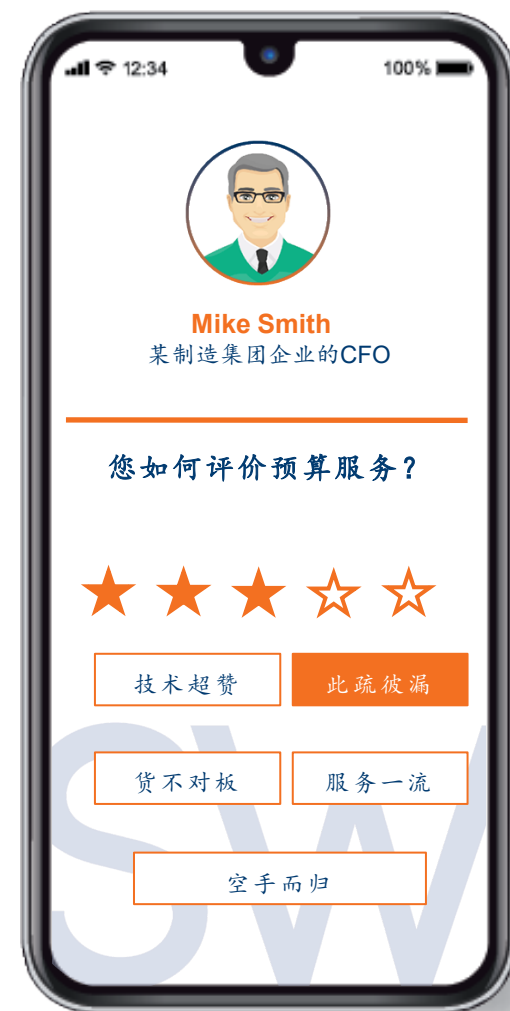 12:34 100%
Mike Smith
某制造集团企业的CFO
您如何评价预算服务?
技术超赞 此疏彼漏
货不对板 服务一流
空手而归
SW